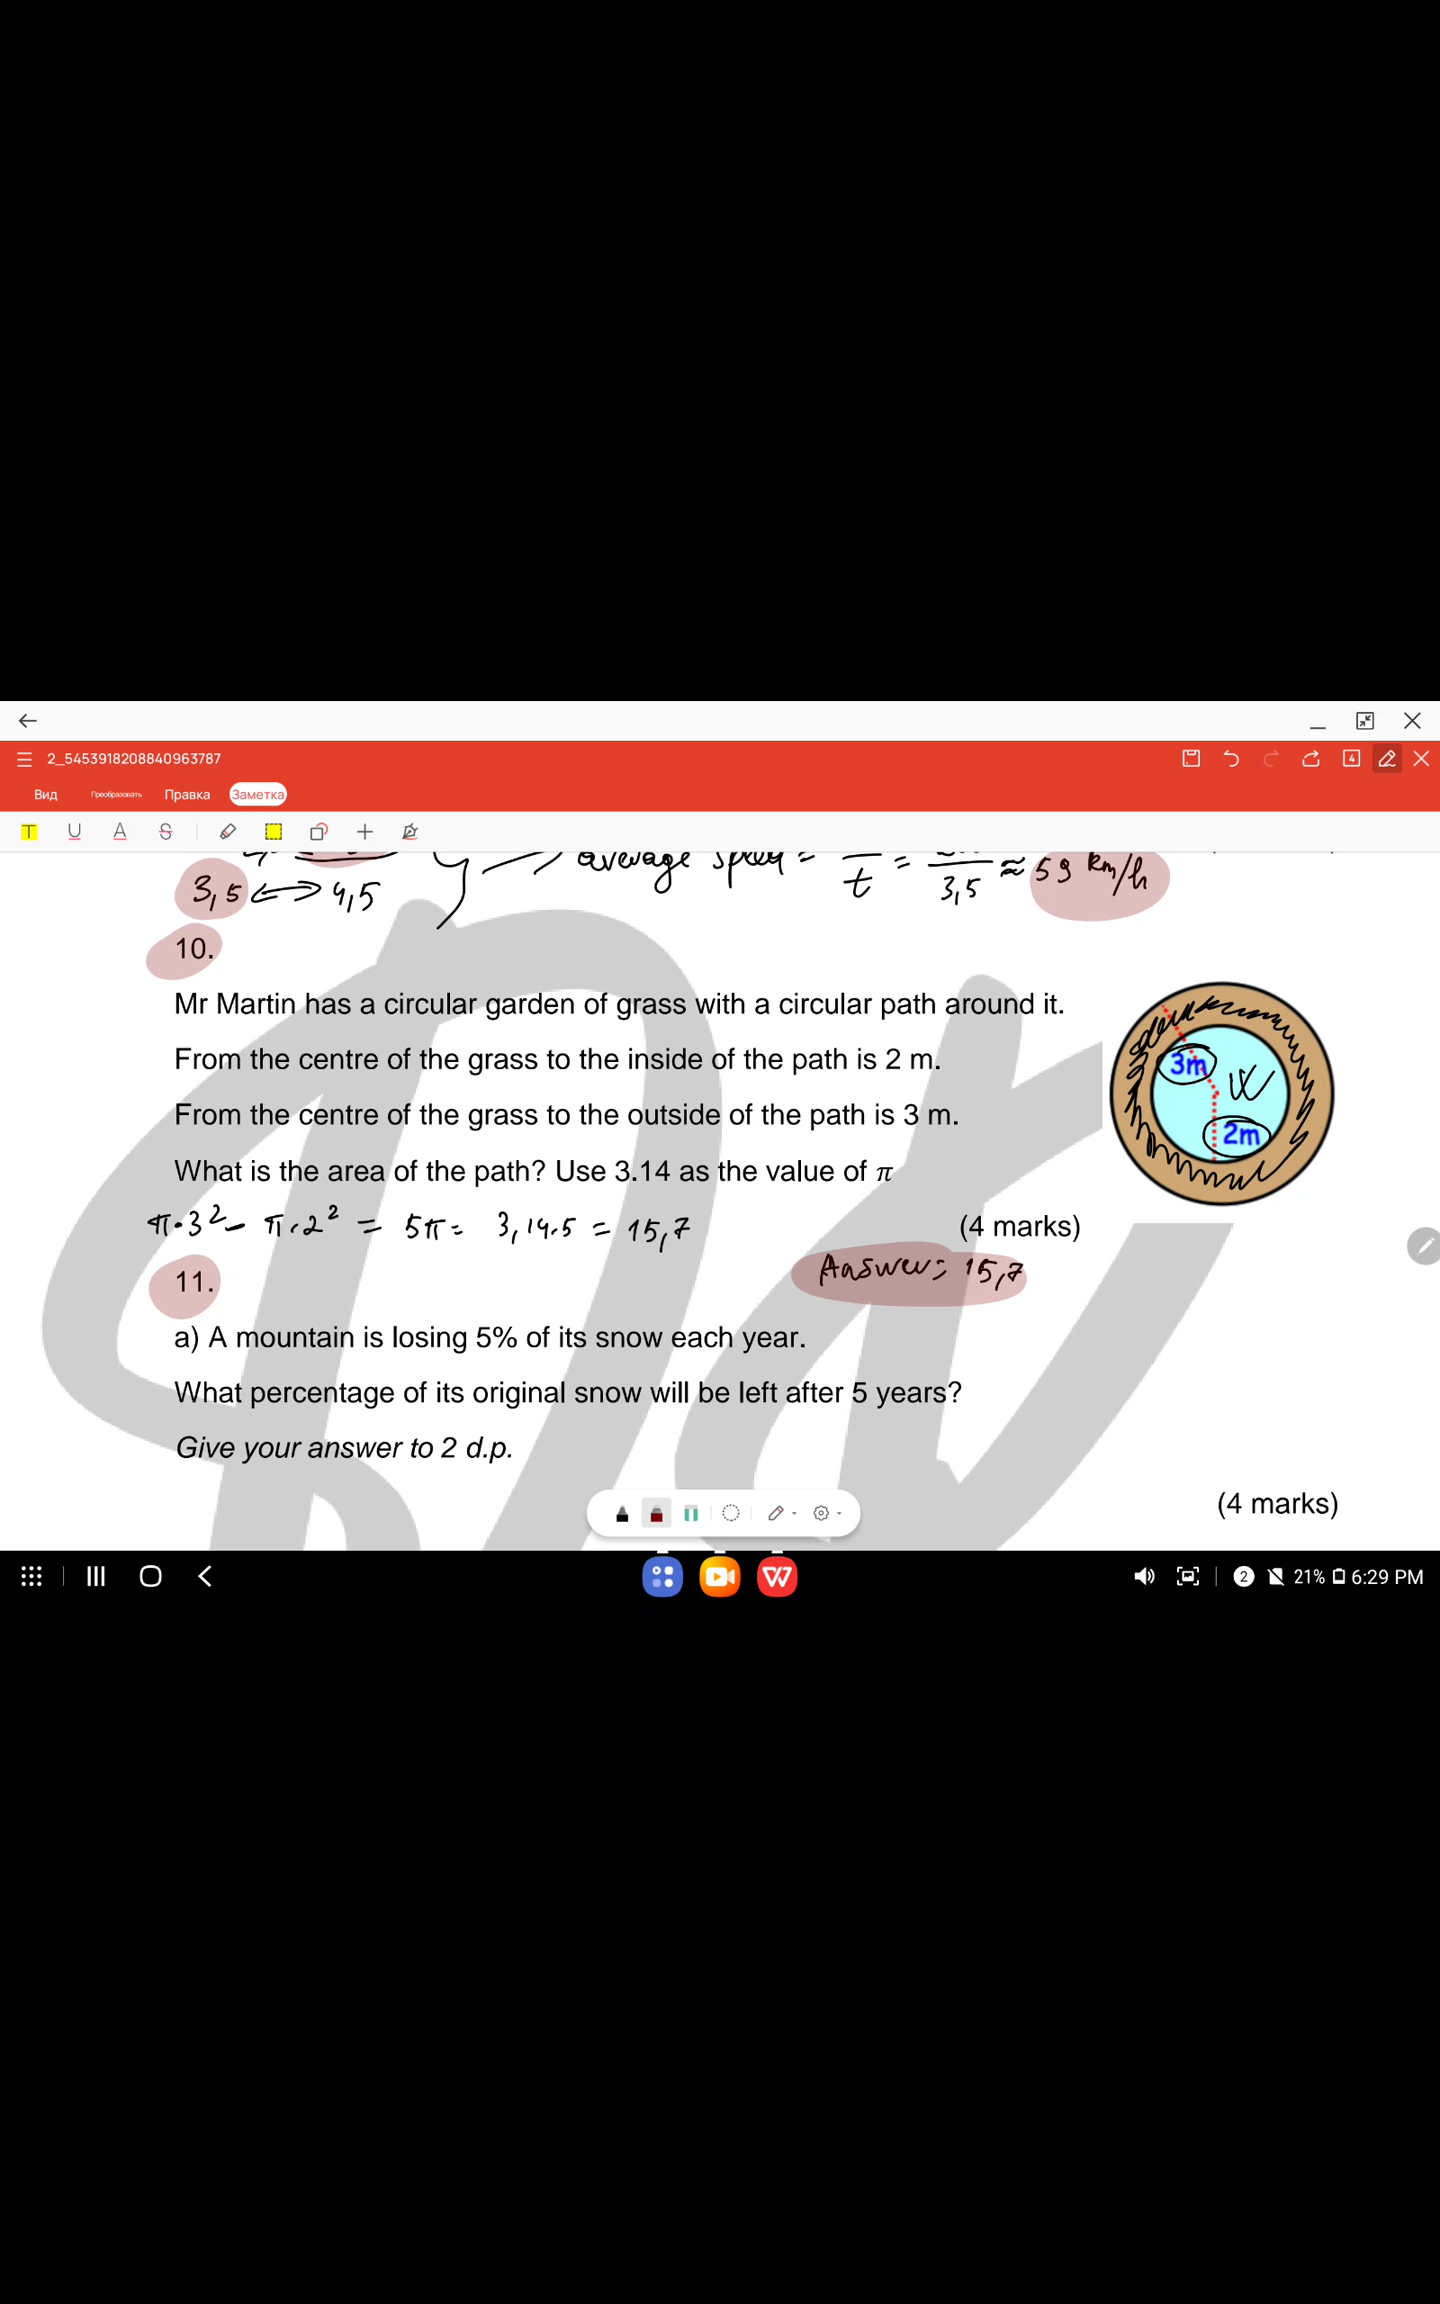 2_5453918208840963787
4
Вид Преобразовать Правка Заметка
T U A S
average speed = /t = /3,5 ≈ 59 km/h
3,5 ↔ 4,5
10.
Mr Martin has a circular garden of grass with a circular path around it.
From the centre of the grass to the inside of the path is 2 m.
From the centre of the grass to the outside of the path is 3 m.
What is the area of the path? Use 3.14 as the value of π
3m
2m
π·3² - π·2² = 5π = 3,14·5 = 15,7
(4 marks)
Answer = 15,7
11.
a) A mountain is losing 5% of its snow each year.
What percentage of its original snow will be left after 5 years?
Give your answer to 2 d.p.
(4 marks)
2 21% 6:29 PM